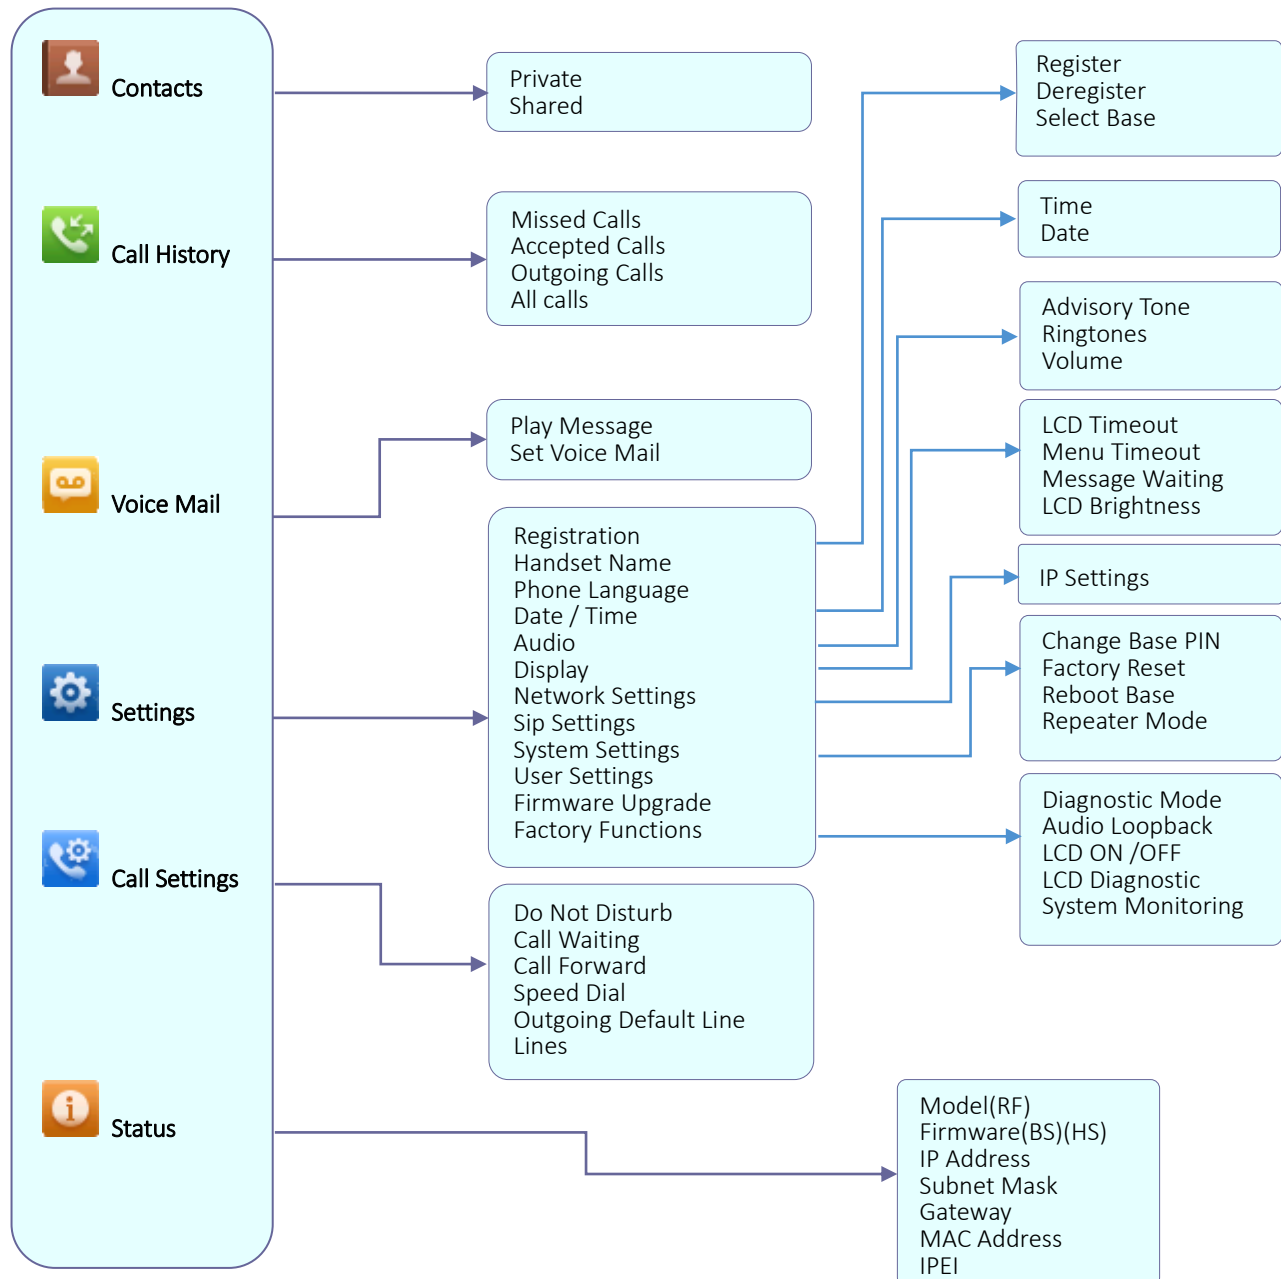 Contacts
Call History
Voice Mail
Settings
Call Settings
Status
Private
Shared
Missed Calls
Accepted Calls
Outgoing Calls
All calls
Play Message
Set Voice Mail
Registration
Handset Name
Phone Language
Date / Time
Audio
Display
Network Settings
Sip Settings
System Settings
User Settings
Firmware Upgrade
Factory Functions
Do Not Disturb
Call Waiting
Call Forward
Speed Dial
Outgoing Default Line
Lines
Register
Deregister
Select Base
Time
Date
Advisory Tone
Ringtones
Volume
LCD Timeout
Menu Timeout
Message Waiting
LCD Brightness
IP Settings
Change Base PIN
Factory Reset
Reboot Base
Repeater Mode
Diagnostic Mode
Audio Loopback
LCD ON /OFF
LCD Diagnostic
System Monitoring
Model(RF)
Firmware(BS)(HS)
IP Address
Subnet Mask
Gateway
MAC Address
IPEI